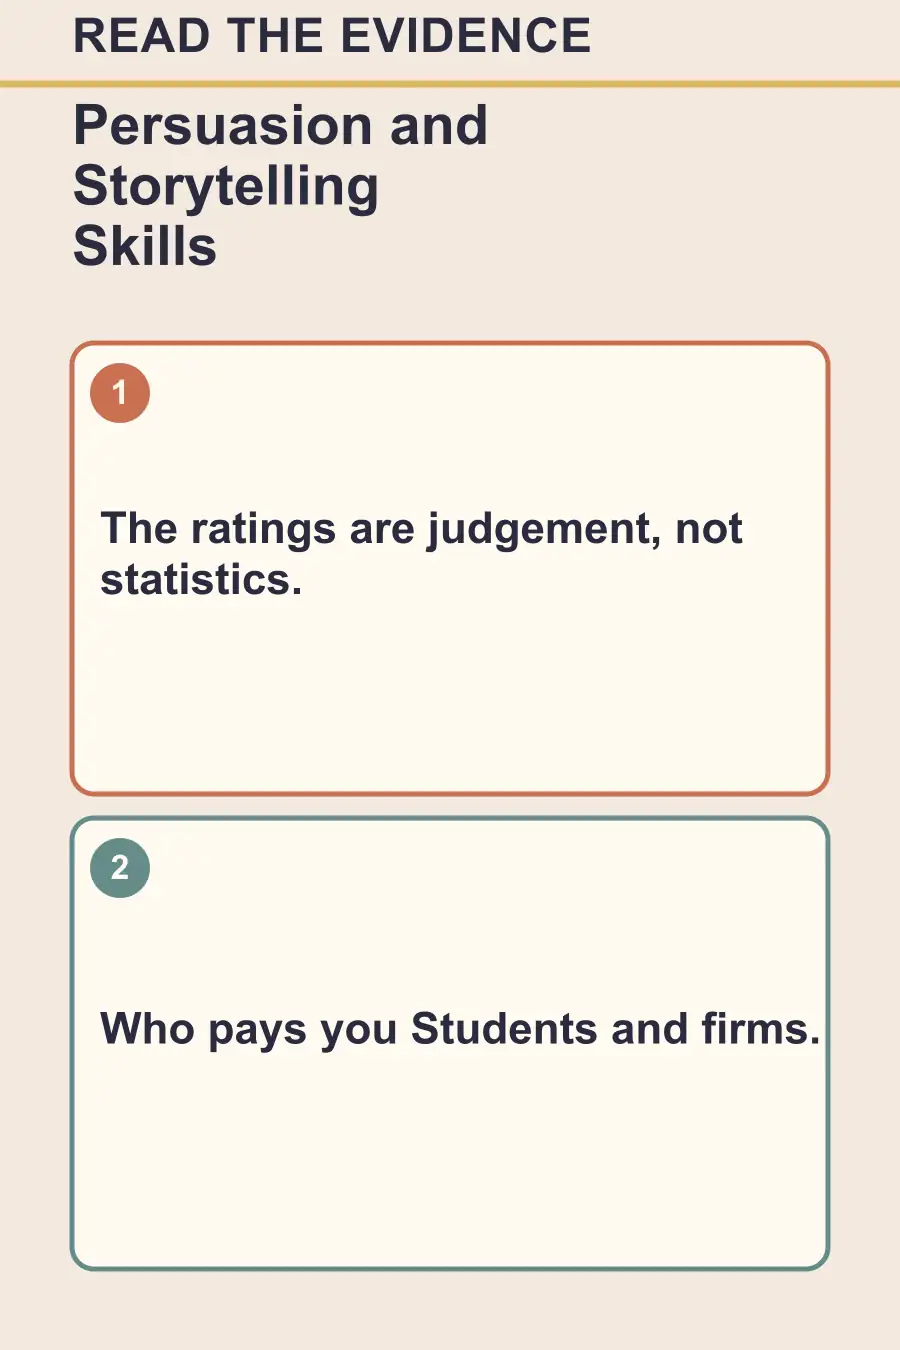 READ THE EVIDENCE
Persuasion and
Storytelling
Skills
1
The ratings are judgement, not
statistics.
2
Who pays you Students and firms.